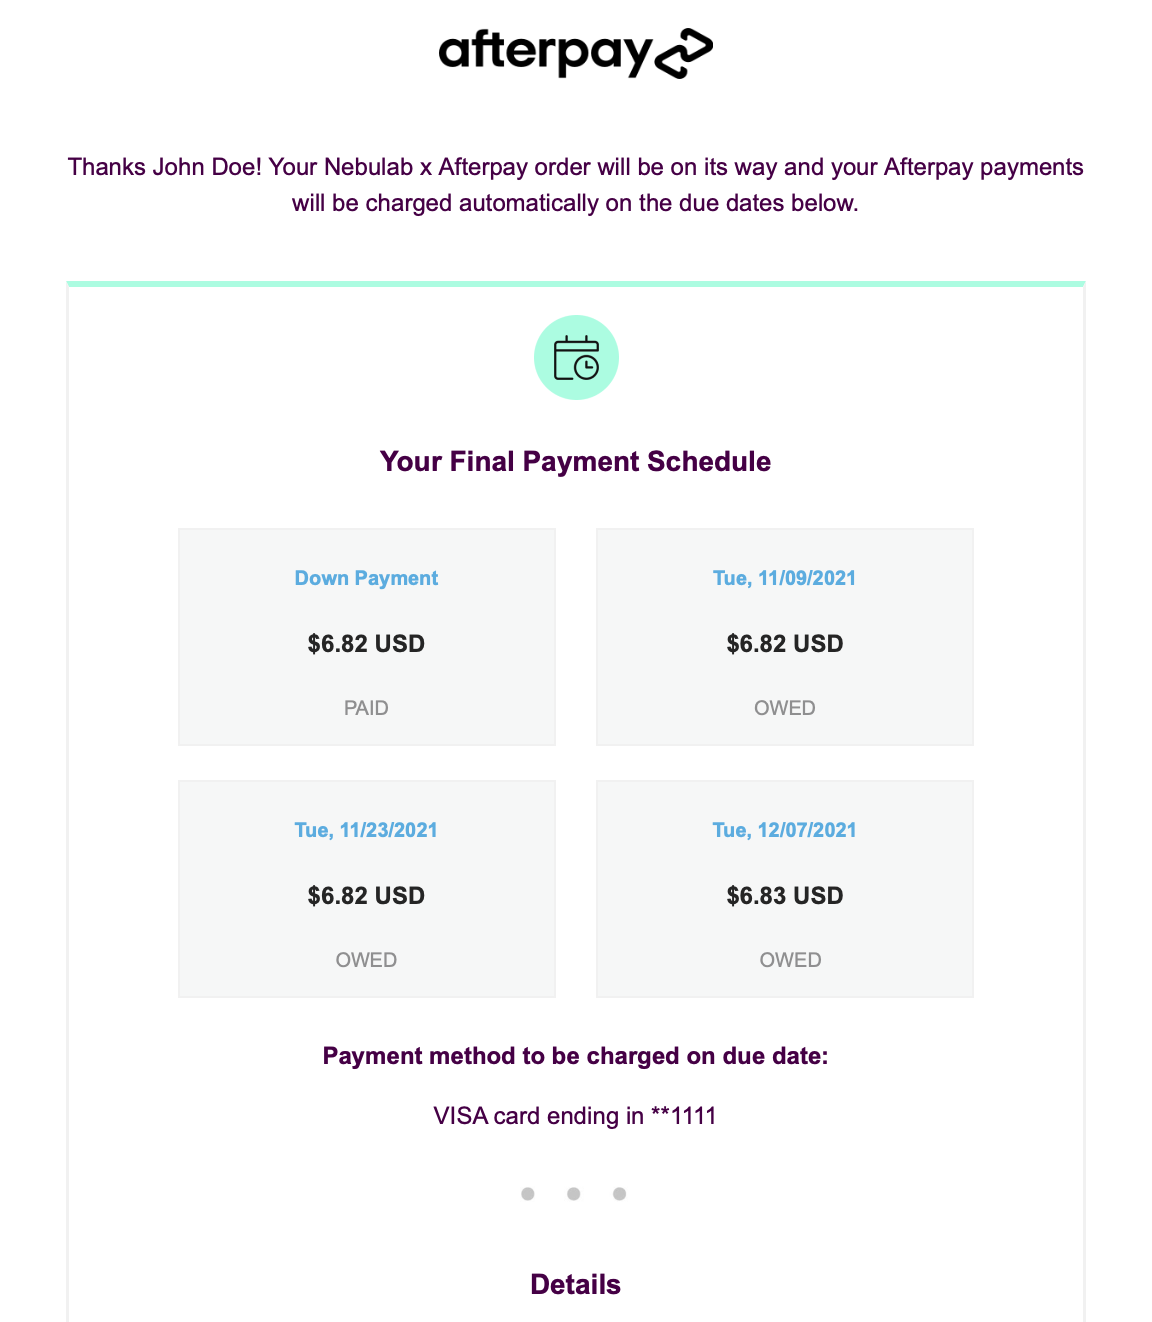 afterpay
Thanks John Doe! Your Nebulab x Afterpay order will be on its way and your Afterpay payments
will be charged automatically on the due dates below.
Your Final Payment Schedule
Down Payment
$6.82 USD
PAID
Tue, 11/09/2021
$6.82 USD
OWED
Tue, 11/23/2021
$6.82 USD
OWED
Tue, 12/07/2021
$6.83 USD
OWED
Payment method to be charged on due date:
VISA card ending in **1111
Details